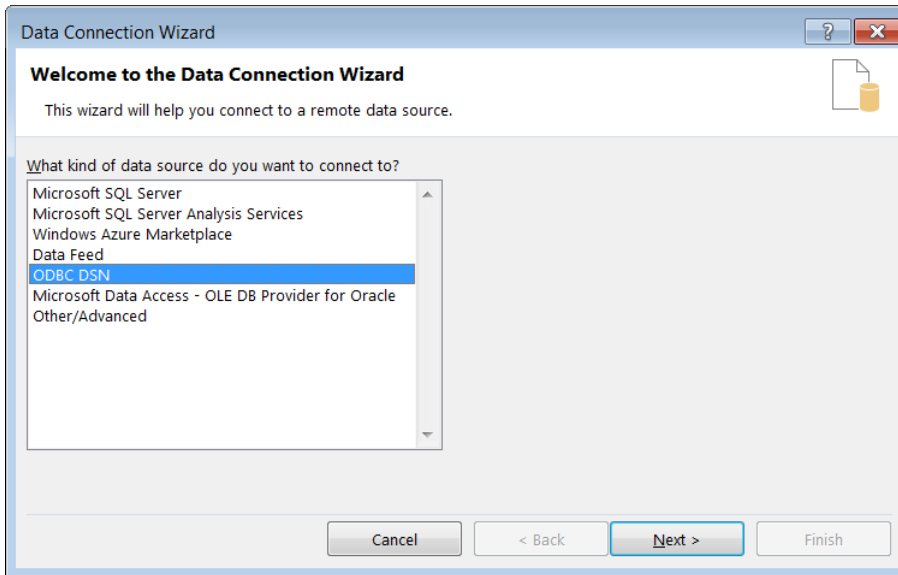 Data Connection Wizard
Welcome to the Data Connection Wizard
This wizard will help you connect to a remote data source.
What kind of data source do you want to connect to?
Microsoft SQL Server
Microsoft SQL Server Analysis Services
Windows Azure Marketplace
Data Feed
ODBC DSN
Microsoft Data Access - OLE DB Provider for Oracle
Other/Advanced
Cancel < Back Next > Finish